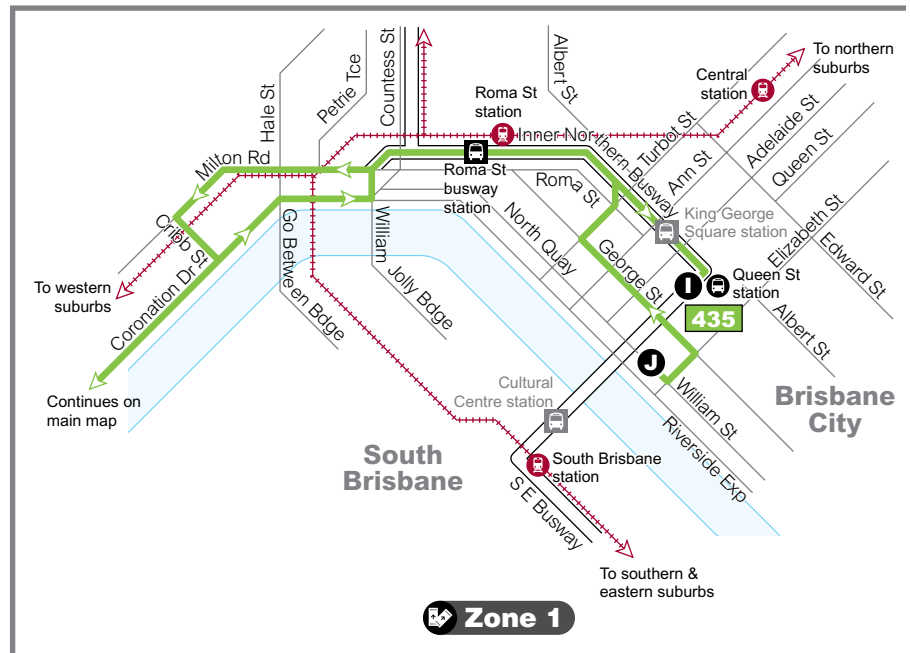 Hale St
Petrie Tce
Countess St
Albert St
To northern
suburbs
Central
station
Roma St
station
Inner Northern Busway
Turbot St
Ann St
Adelaide St
Queen St
Milton Rd
Roma St
busway
station
Roma St
King George
Square station
Elizabeth St
Edward St
Cribb St
Go Between Bdge
William
Jolly Bdge
North Quay
George St
I
Queen St
station
435
Albert St
To western
suburbs
Coronation Dr
J
Continues on
main map
Cultural
Centre station
William St
Brisbane
City
Riverside Exp
South
Brisbane
South Brisbane
station
S E Busway
To southern &
eastern suburbs
Zone 1